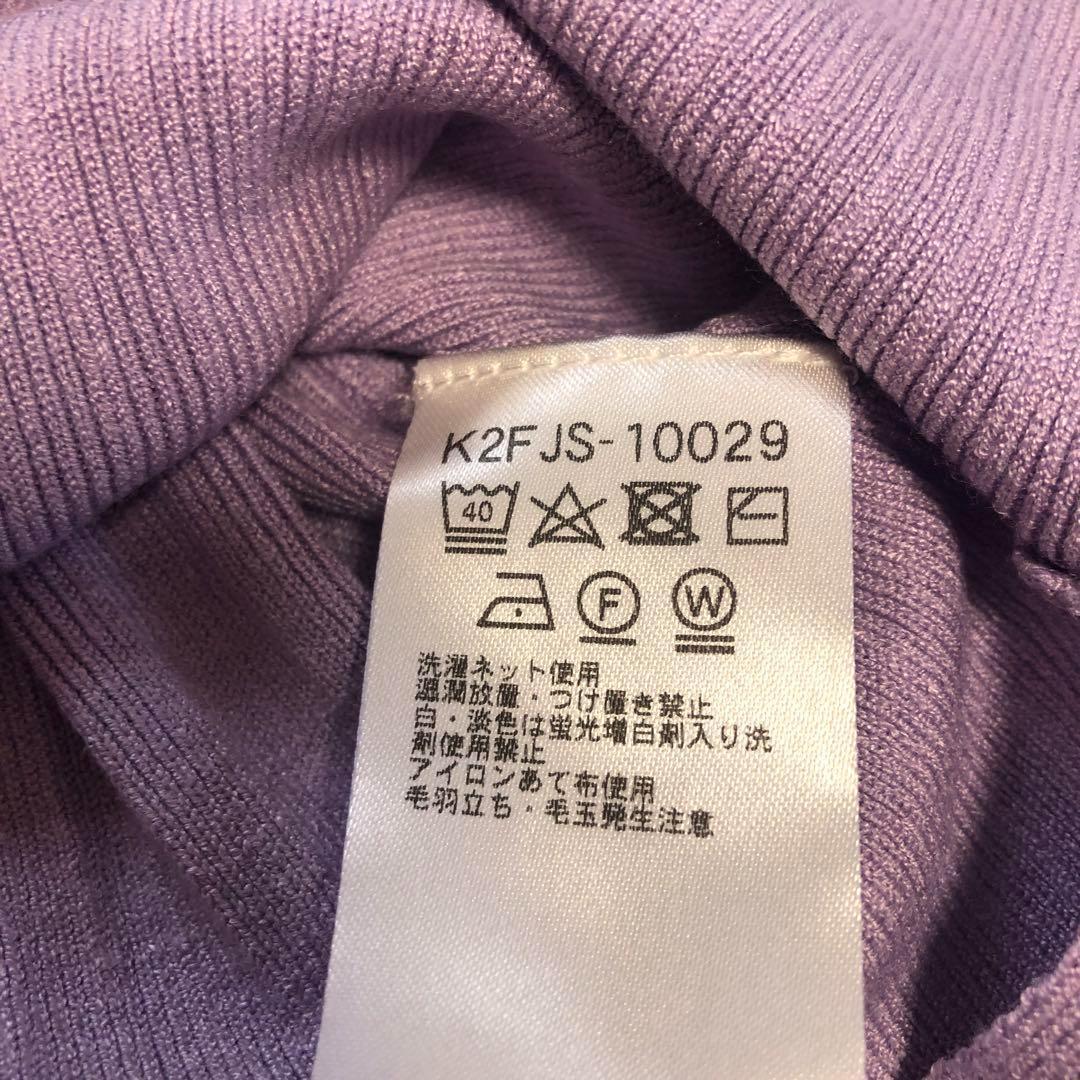 K2FJS-10029
40
F W
洗濯ネット使用
湿潤放置・つけ置き禁止
白・淡色は蛍光増白剤入り洗
剤使用禁止
アイロンあて布使用
毛羽立ち・毛玉発生注意